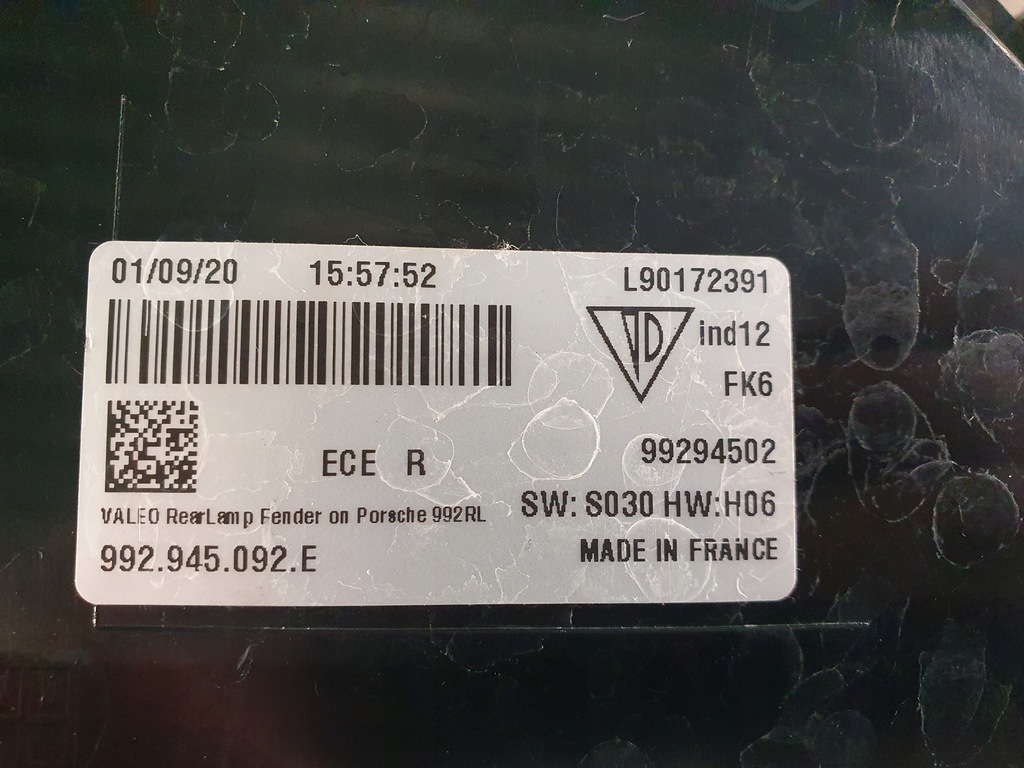 01/09/20 15:57:52 L90172391
TD ind12
FK6
ECE R 99294502
SW: S030 HW:H06
VALEO RearLamp Fender on Porsche 992RL
992.945.092.E MADE IN FRANCE